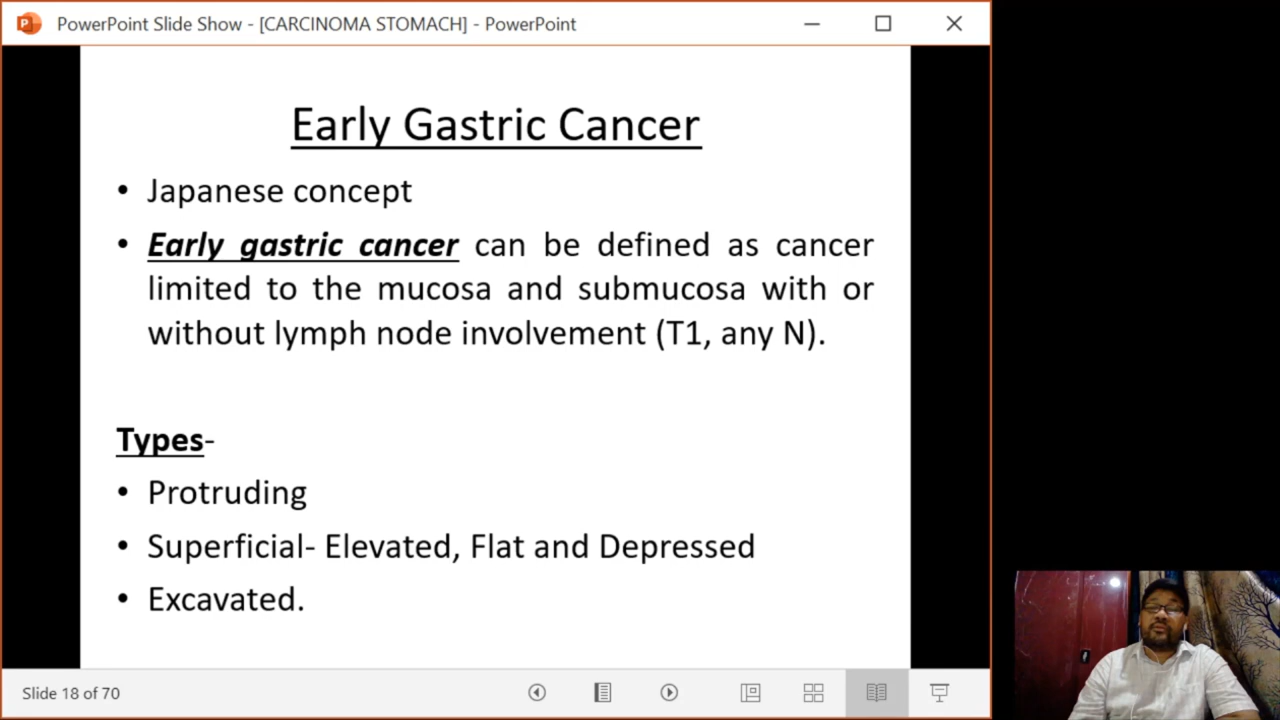 PowerPoint Slide Show - [CARCINOMA STOMACH] - PowerPoint
Early Gastric Cancer
• Japanese concept
• Early gastric cancer can be defined as cancer
limited to the mucosa and submucosa with or
without lymph node involvement (T1, any N).
Types-
• Protruding
• Superficial- Elevated, Flat and Depressed
• Excavated.
Slide 18 of 70